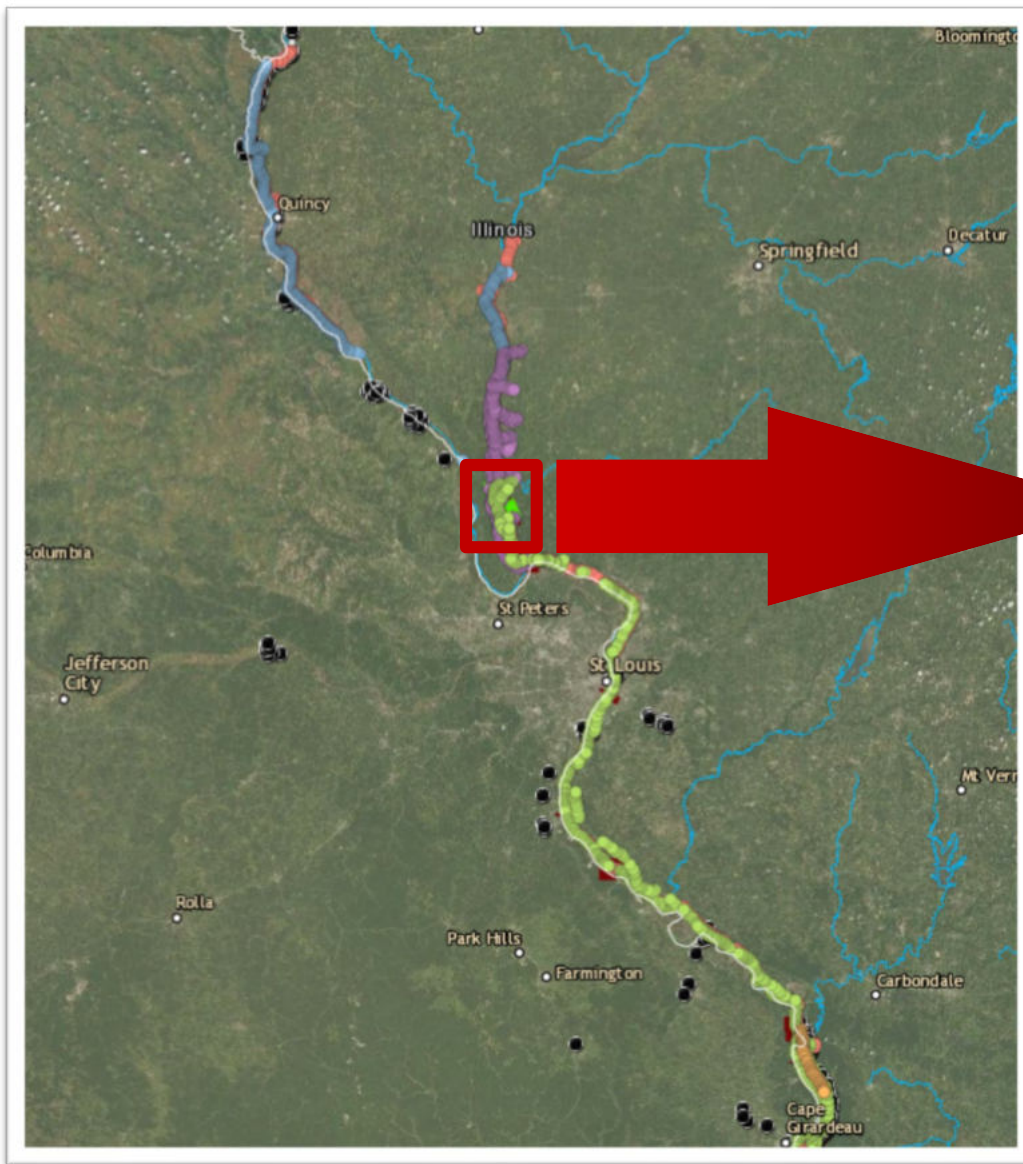 Bloomingto
Quincy
Illinois
Springfield
Decatur
Columbia
St Peters
Jefferson
City
St Louis
Mt Vern
Rolla
Park Hills
Farmington
Carbondale
Cape
Girardeau